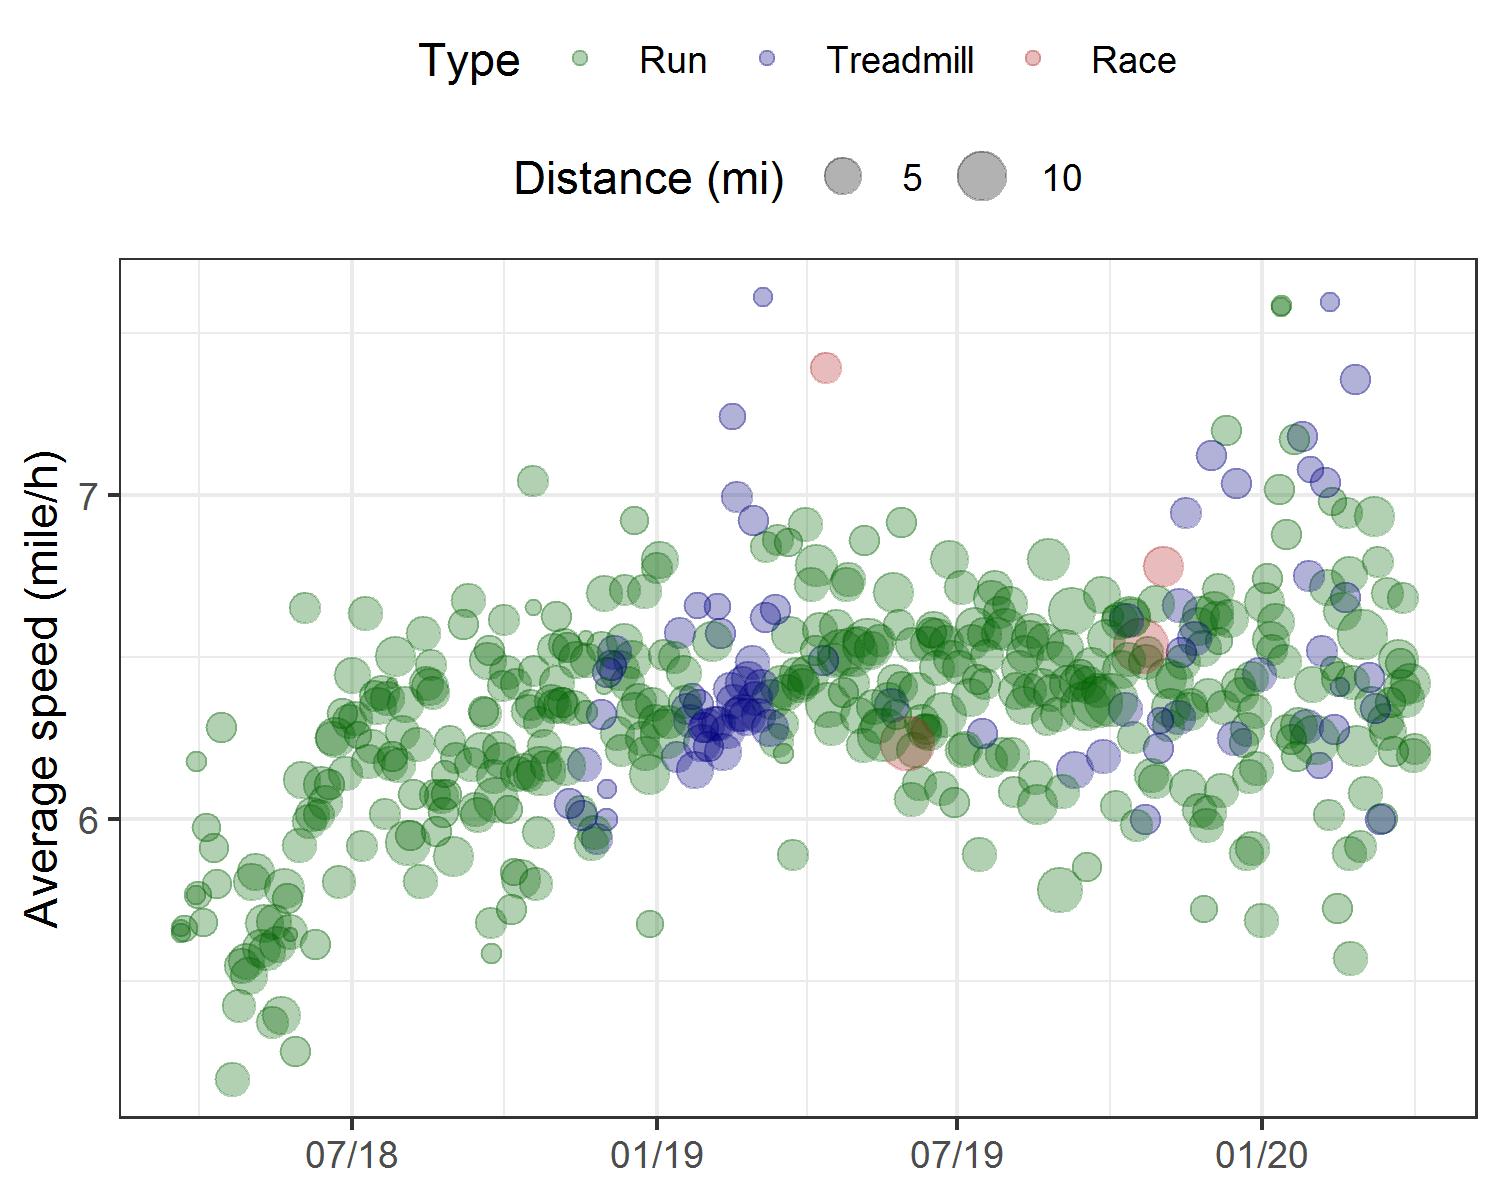 Type Run Treadmill Race
Distance (mi) 5 10
Average speed (mile/h)
7
6
07/18 01/19 07/19 01/20